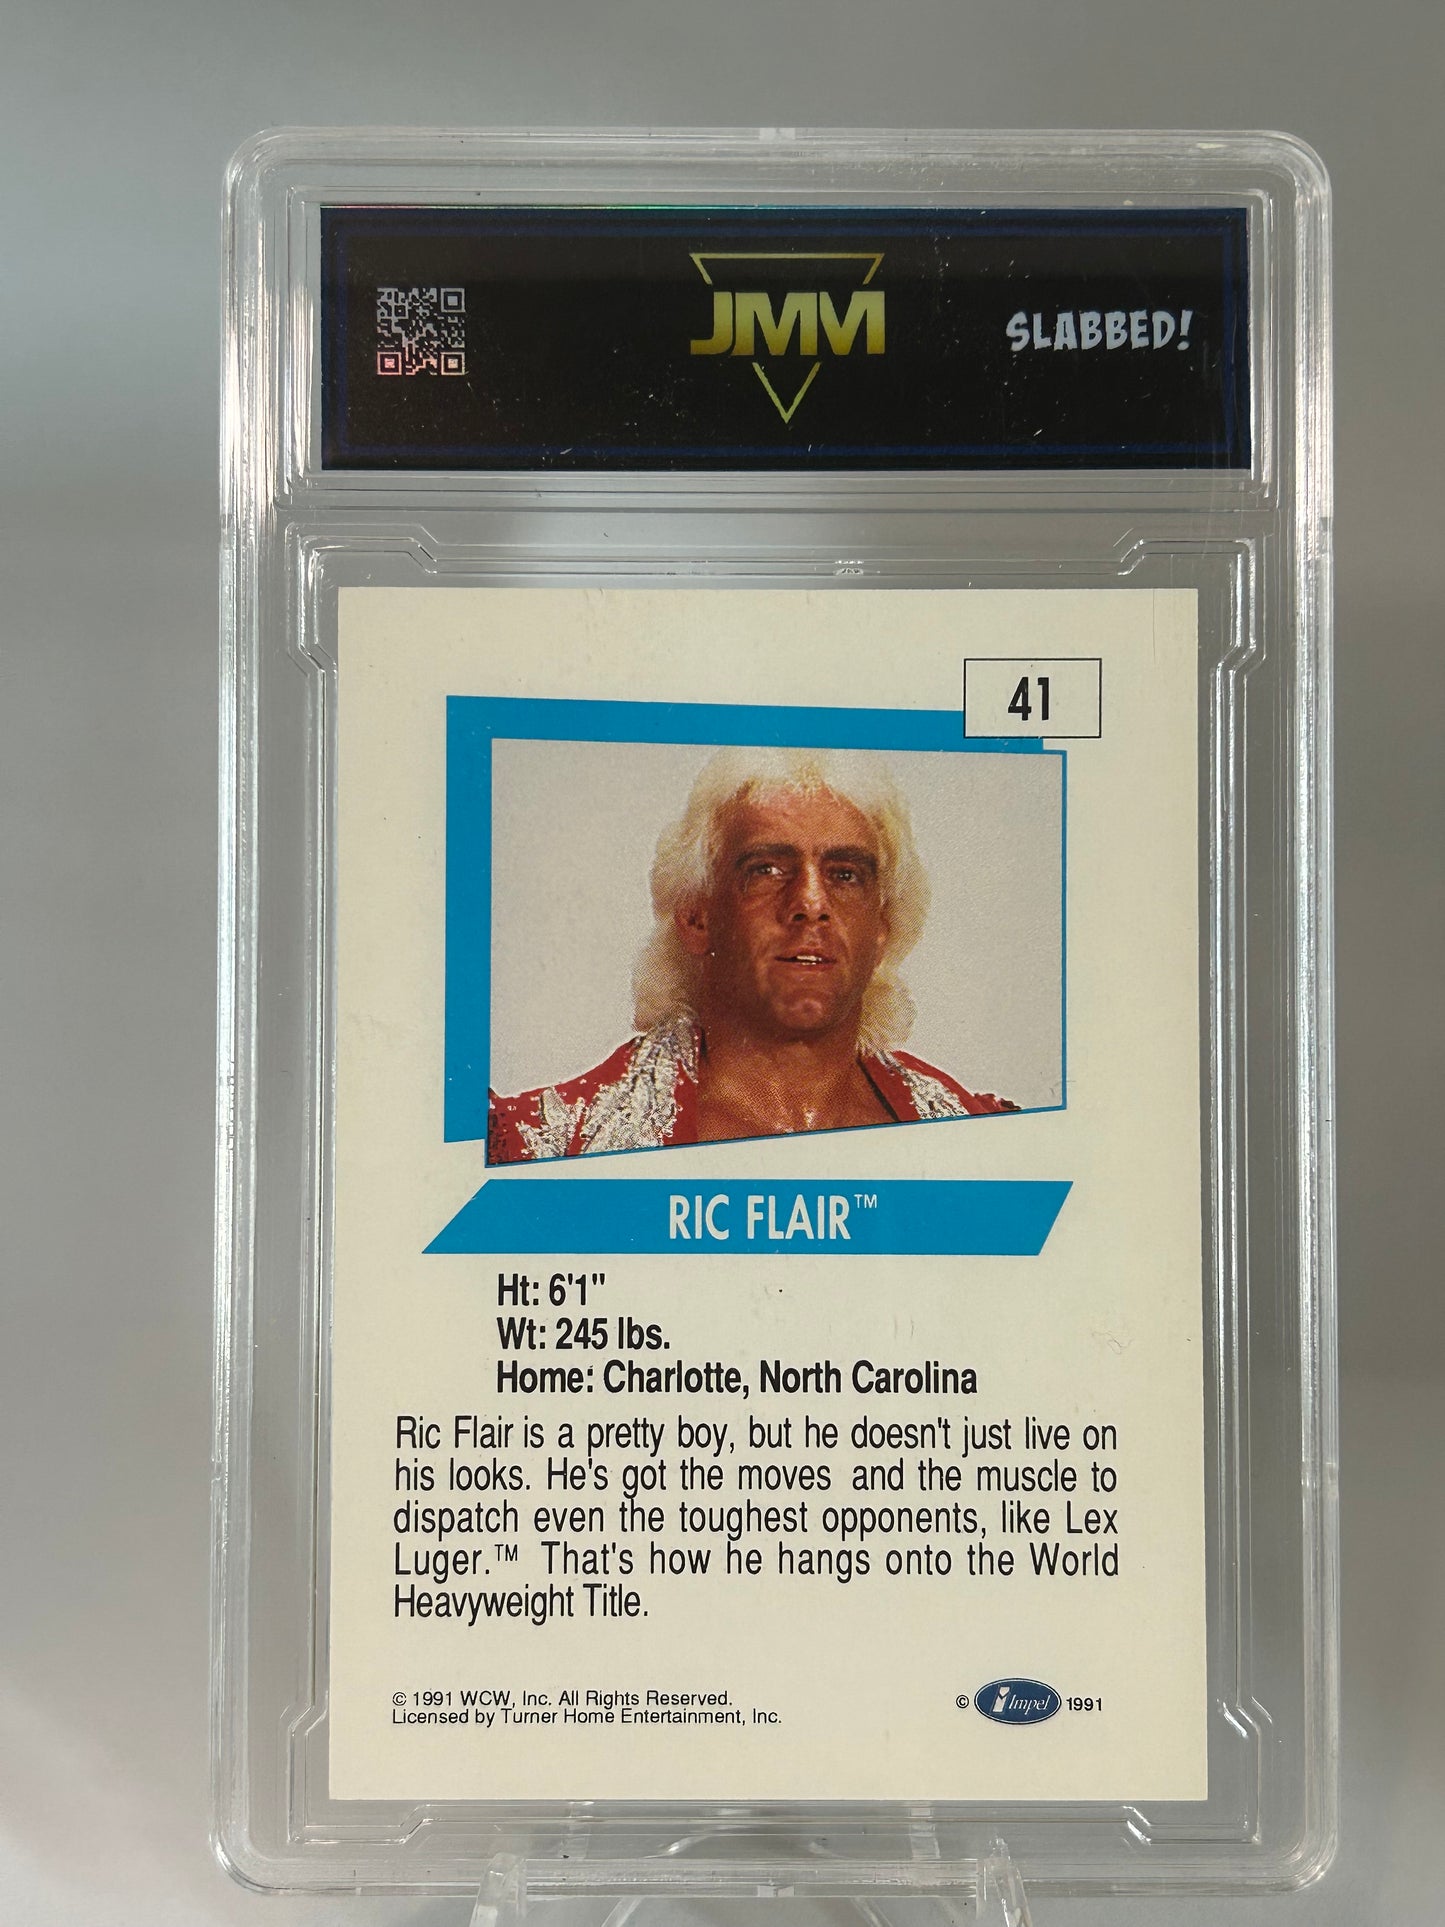 JMM
SLABBED!
41
RIC FLAIR™
Ht: 6'1"
Wt: 245 lbs.
Home: Charlotte, North Carolina
Ric Flair is a pretty boy, but he doesn't just live on
his looks. He's got the moves and the muscle to
dispatch even the toughest opponents, like Lex
Luger.™ That's how he hangs onto the World
Heavyweight Title.
© 1991 WCW, Inc. All Rights Reserved.
Licensed by Turner Home Entertainment, Inc.
© Impel 1991